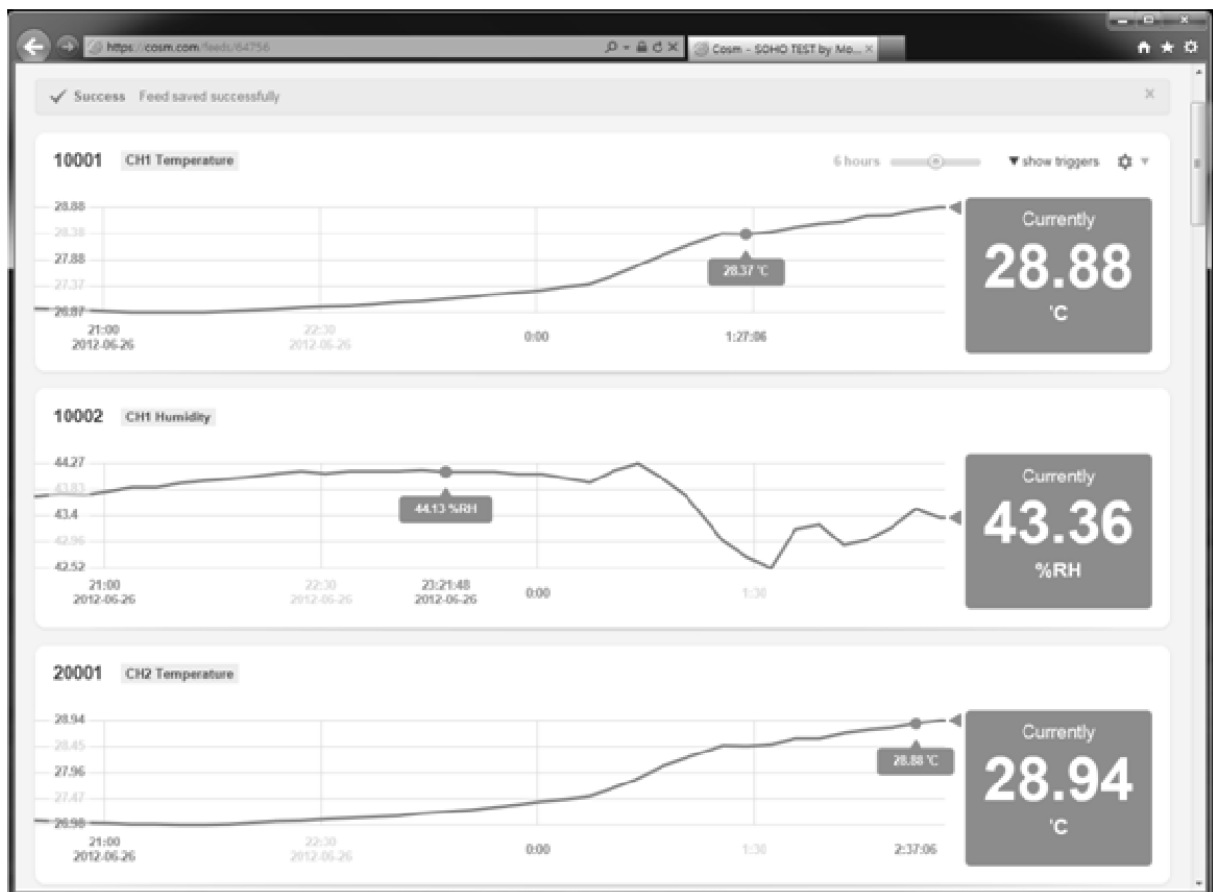 https://cosm.com/feeds/64756
Cosm - SOHO TEST by Mo...
Success Feed saved successfully
10001 CH1 Temperature 6 hours show triggers
28.88
28.38
27.88
27.37
26.87
28.37 °C
21:00
2012-06-26
22:30
2012-06-26
0:00
1:27:06
Currently
28.88
°C
10002 CH1 Humidity
44.27
43.83
43.4
42.96
42.52
44.13 %RH
21:00
2012-06-26
22:30
2012-06-26
23:21:48
2012-06-26
0:00
1:30
Currently
43.36
%RH
20001 CH2 Temperature
28.94
28.45
27.96
27.47
26.98
28.88 °C
21:00
2012-06-26
22:30
2012-06-26
0:00
1:30
2:37:06
Currently
28.94
°C